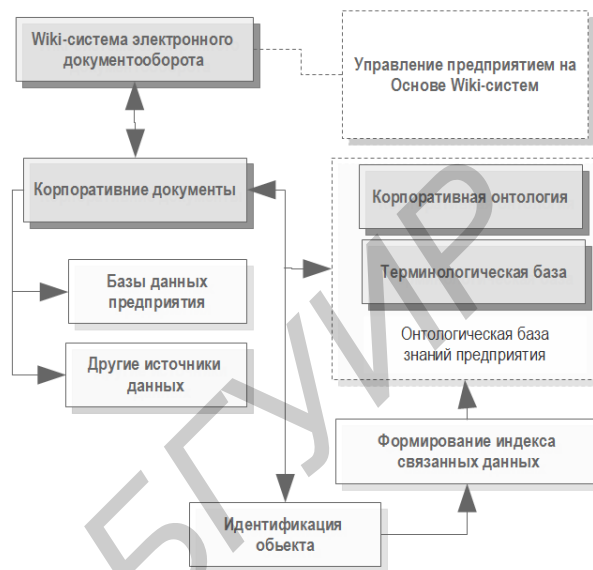 Wiki-система электронного
документооборота
Управление предприятием на
Основе Wiki-систем
Корпоративние документы
Корпоративная онтология
Терминологическая база
Базы данных
предприятия
Онтологическая база
знаний предприятия
Другие источники
данных
Формирование индекса
связанных данных
Идентификация
обьекта
БГУИР